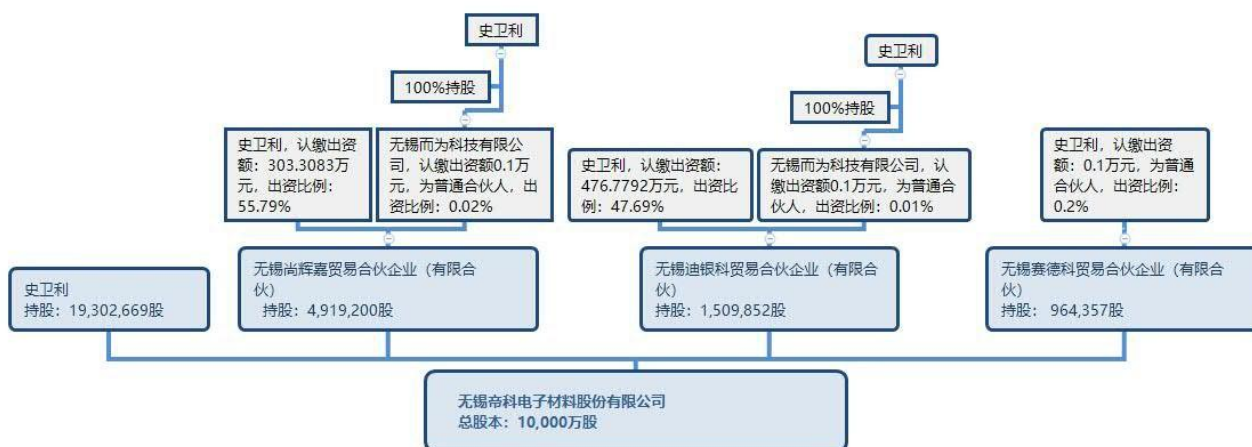 史卫利
史卫利
100%持股
100%持股
史卫利，认缴出资
额：303.3083万
元，出资比例：
55.79%
无锡而为科技有限公
司，认缴出资额0.1万
元，为普通合伙人，出
资比例：0.02%
史卫利，认缴出资额：
476.7792万元，出资比
例：47.69%
无锡而为科技有限公司，认
缴出资额0.1万元，为普通合
伙人，出资比例：0.01%
史卫利，认缴出资
额：0.1万元，为普通
合伙人，出资比例：
0.2%
史卫利
持股：19,302,669股
无锡尚辉嘉贸易合伙企业（有限合
伙）
持股：4,919,200股
无锡迪银科贸易合伙企业（有限合
伙）
持股：1,509,852股
无锡赛德科贸易合伙企业（有限合
伙）
持股： 964,357股
无锡帝科电子材料股份有限公司
总股本：10,000万股